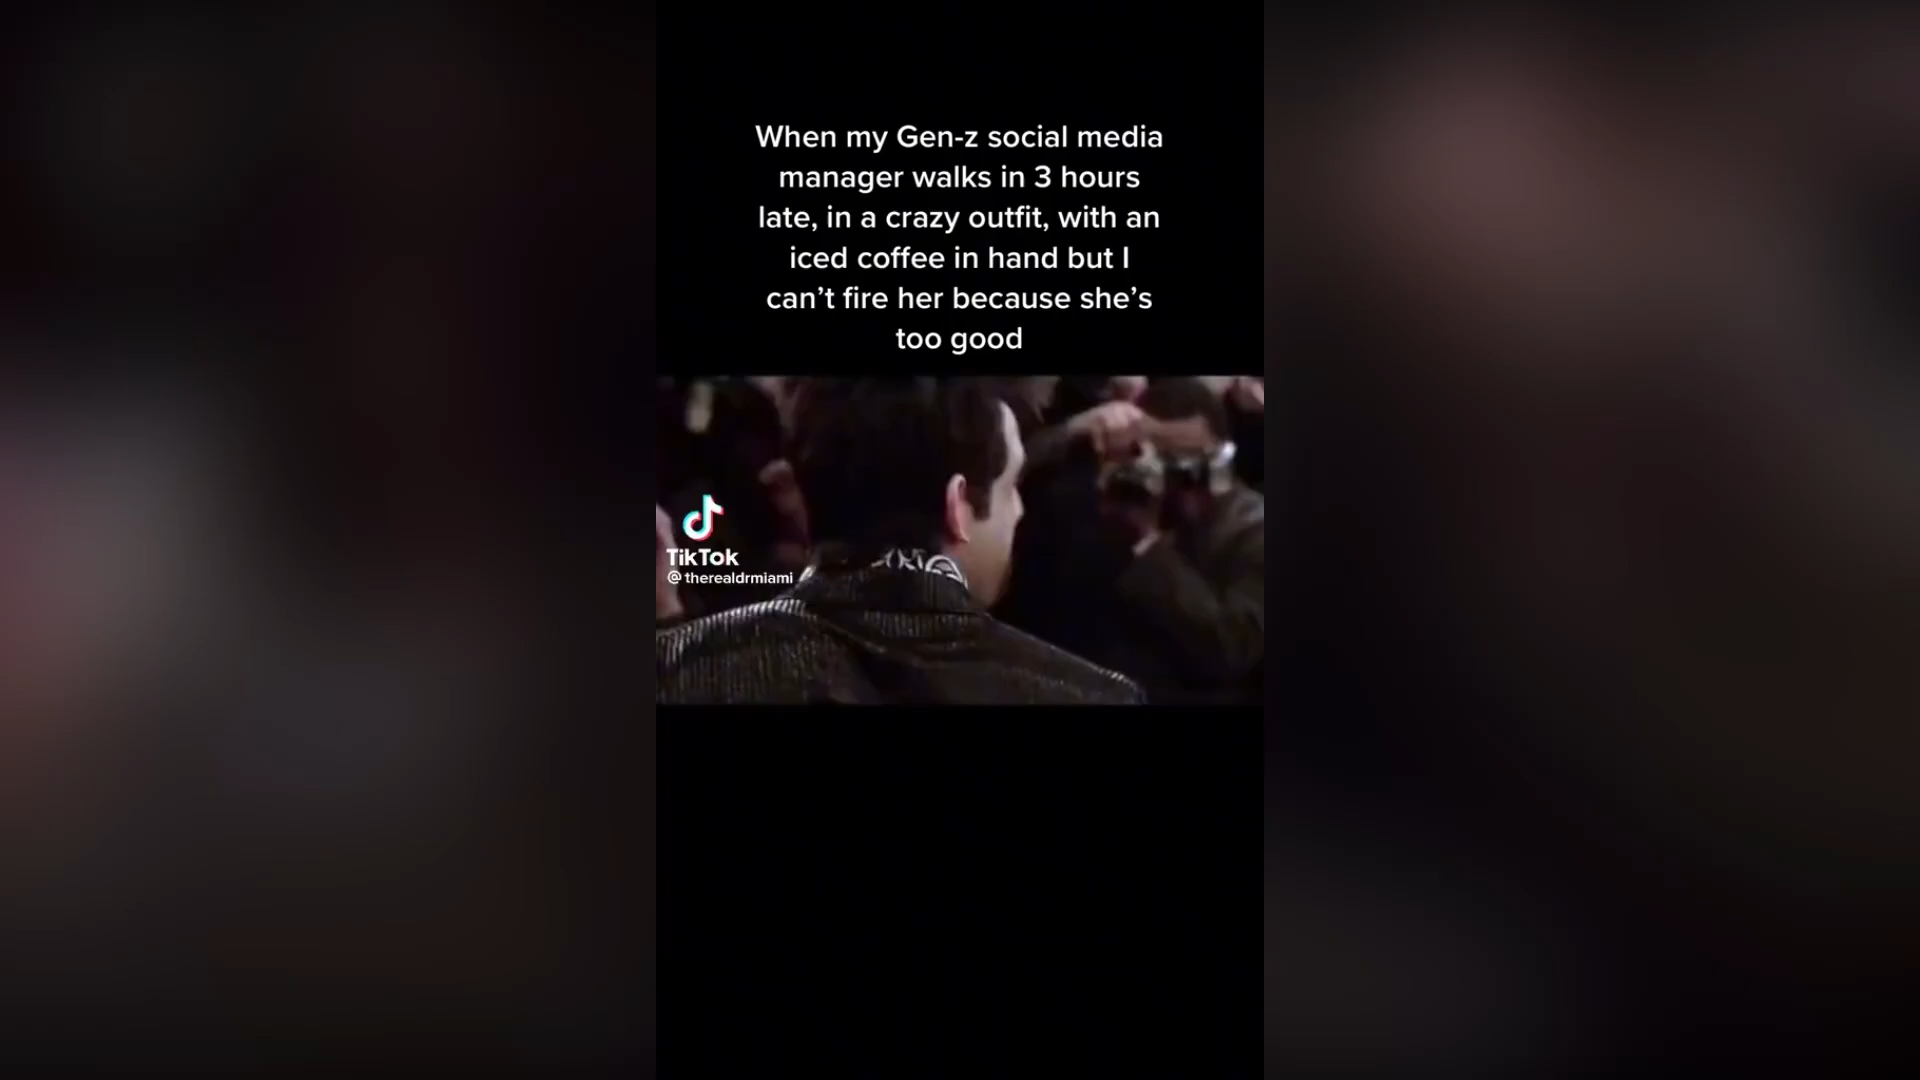 When my Gen-z social media
manager walks in 3 hours
late, in a crazy outfit, with an
iced coffee in hand but I
can’t fire her because she’s
too good
TikTok
@therealdrmiami